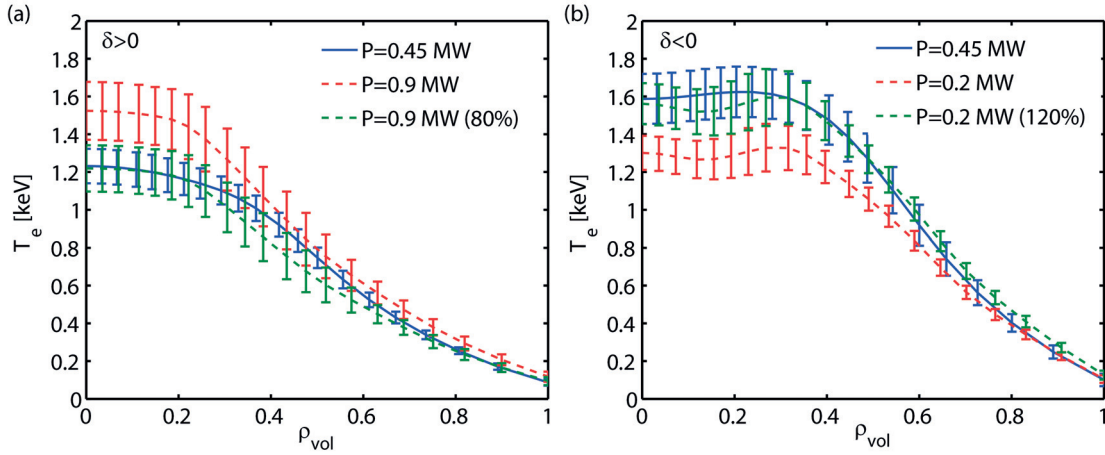 (a)
δ>0
P=0.45 MW
P=0.9 MW
P=0.9 MW (80%)
2
1.8
1.6
1.4
1.2
1
0.8
0.6
0.4
0.2
0
T_e [keV]
0 0.2 0.4 0.6 0.8 1
ρ_vol
(b)
δ<0
P=0.45 MW
P=0.2 MW
P=0.2 MW (120%)
2
1.8
1.6
1.4
1.2
1
0.8
0.6
0.4
0.2
0
T_e [keV]
0 0.2 0.4 0.6 0.8 1
ρ_vol